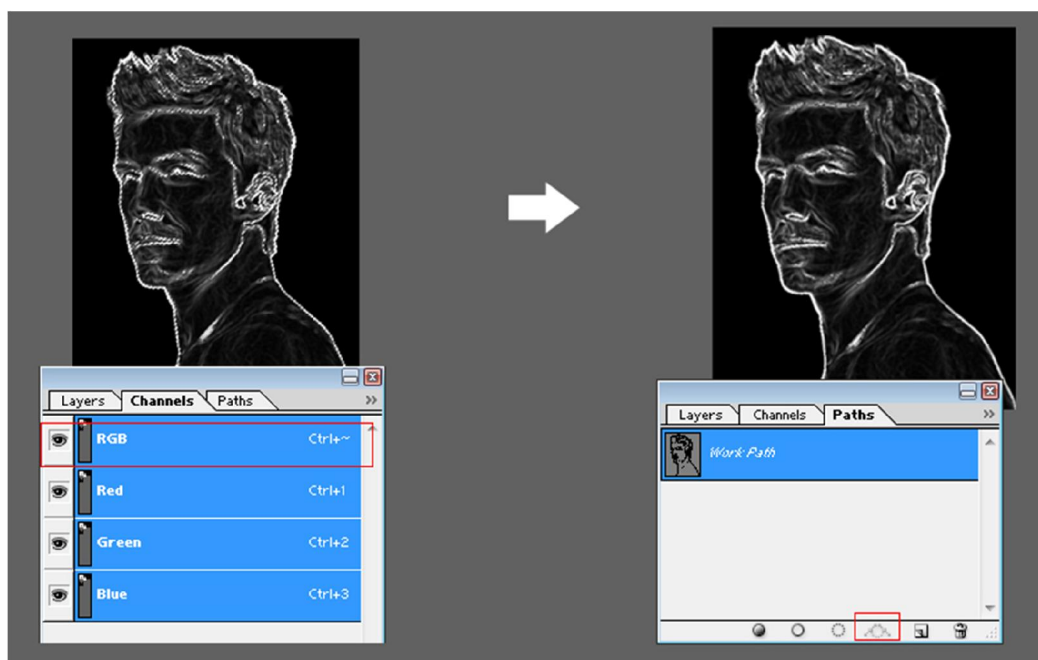 Layers Channels Paths
RGB Ctrl+~
Red Ctrl+1
Green Ctrl+2
Blue Ctrl+3
Layers Channels Paths
Work Path